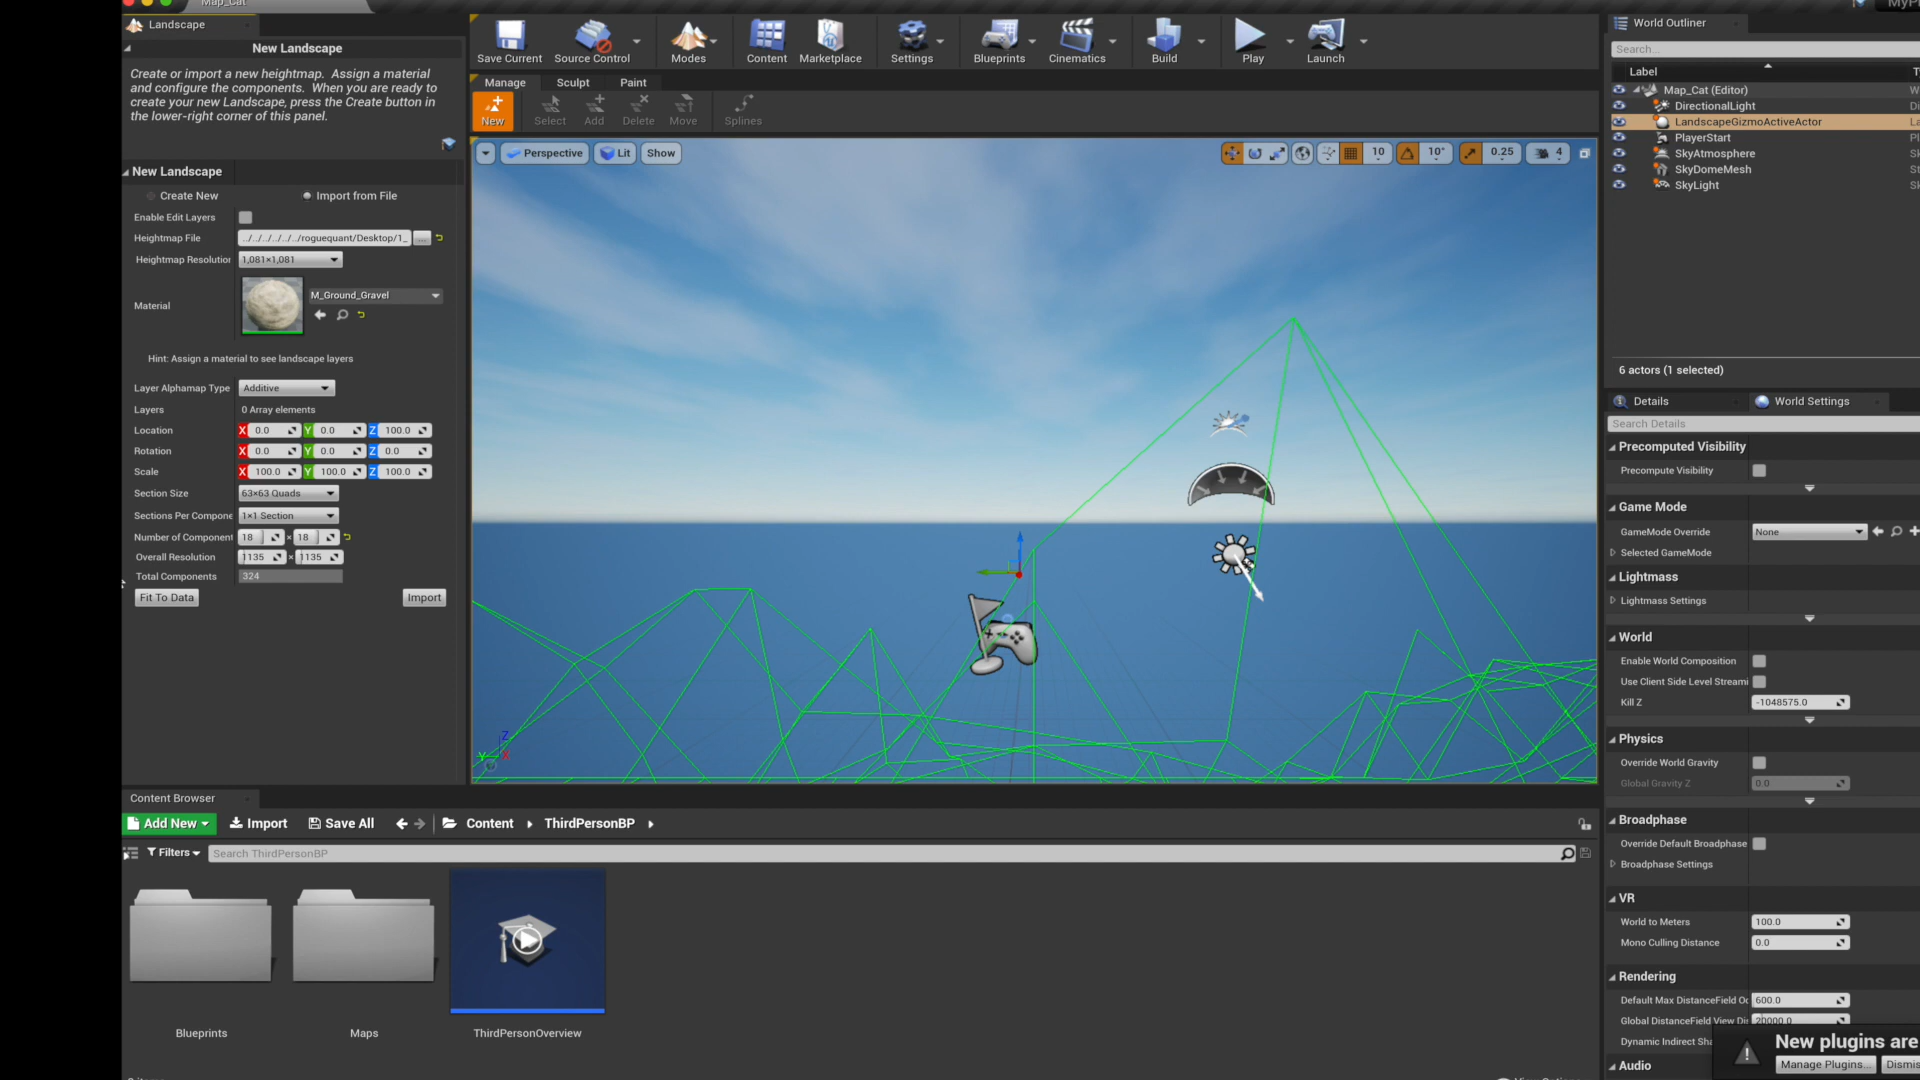 Map_Cat
MyPr
Landscape
New Landscape
Create or import a new heightmap.  Assign a material
and configure the components.  When you are ready to
create your new Landscape, press the Create button in
the lower-right corner of this panel.
New Landscape
Create New
Import from File
Enable Edit Layers
Heightmap File
../../../../../../roguequant/Desktop/1_
...
Heightmap Resolution
1,081×1,081
Material
M_Ground_Gravel
Hint: Assign a material to see landscape layers
Layer Alphamap Type
Additive
Layers
0 Array elements
Location
X 0.0 Y 0.0 Z 100.0
Rotation
X 0.0 Y 0.0 Z 0.0
Scale
X 100.0 Y 100.0 Z 100.0
Section Size
63×63 Quads
Sections Per Compone
1×1 Section
Number of Component
18 × 18
Overall Resolution
1135 × 1135
Total Components
324
Fit To Data
Import
Save Current
Source Control
Modes
Content
Marketplace
Settings
Blueprints
Cinematics
Build
Play
Launch
Manage
Sculpt
Paint
New
Select
Add
Delete
Move
Splines
Perspective
Lit
Show
10
10°
0.25
4
Z
Y
X
World Outliner
Search...
Label
T
Map_Cat (Editor)
W
DirectionalLight
Di
LandscapeGizmoActiveActor
La
PlayerStart
Pl
SkyAtmosphere
Sk
SkyDomeMesh
St
SkyLight
Sk
6 actors (1 selected)
Details
World Settings
Search Details
Precomputed Visibility
Precompute Visibility
Game Mode
GameMode Override
None
Selected GameMode
Lightmass
Lightmass Settings
World
Enable World Composition
Use Client Side Level Streami
Kill Z
-1048575.0
Physics
Override World Gravity
Global Gravity Z
0.0
Broadphase
Override Default Broadphase
Broadphase Settings
VR
World to Meters
100.0
Mono Culling Distance
0.0
Rendering
Default Max DistanceField Oc
600.0
Global DistanceField View Dis
20000.0
Dynamic Indirect Sha
Audio
New plugins are
Manage Plugins...
Dismis
Content Browser
Add New
Import
Save All
Content
ThirdPersonBP
Filters
Search ThirdPersonBP
Blueprints
Maps
ThirdPersonOverview